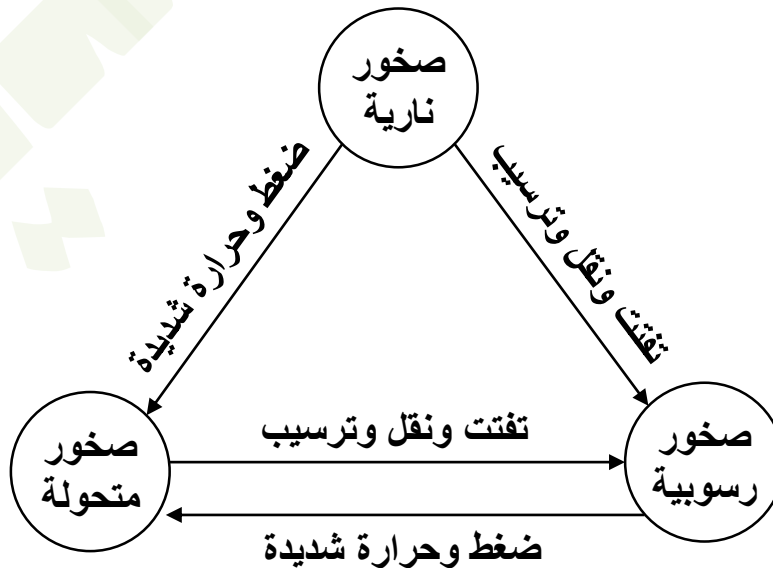 صخور
نارية
ضغط وحرارة شديدة
تفتت ونقل وترسيب
صخور
متحولة
تفتت ونقل وترسيب
صخور
رسوبية
ضغط وحرارة شديدة